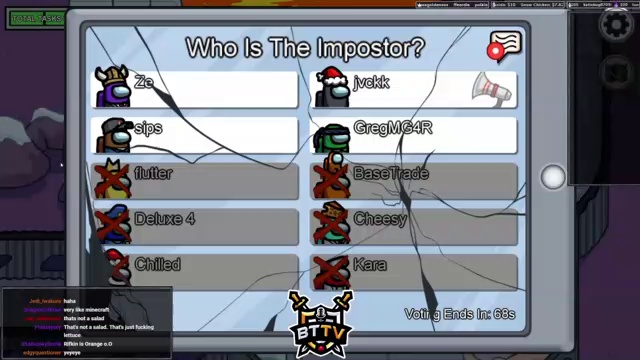 TOTAL TASKS
Who Is The Impostor?
Ze
jvckk
sips
GregMG4R
flutter
BaseTrade
Deluxe 4
Cheesy
Chilled
Kara
Voting Ends In: 68s
BTTV
haha
very like minecraft
thats not a salad
That's not a salad. That's just fucking
lettuce.
Rifkin is Orange o.O
yeyeye